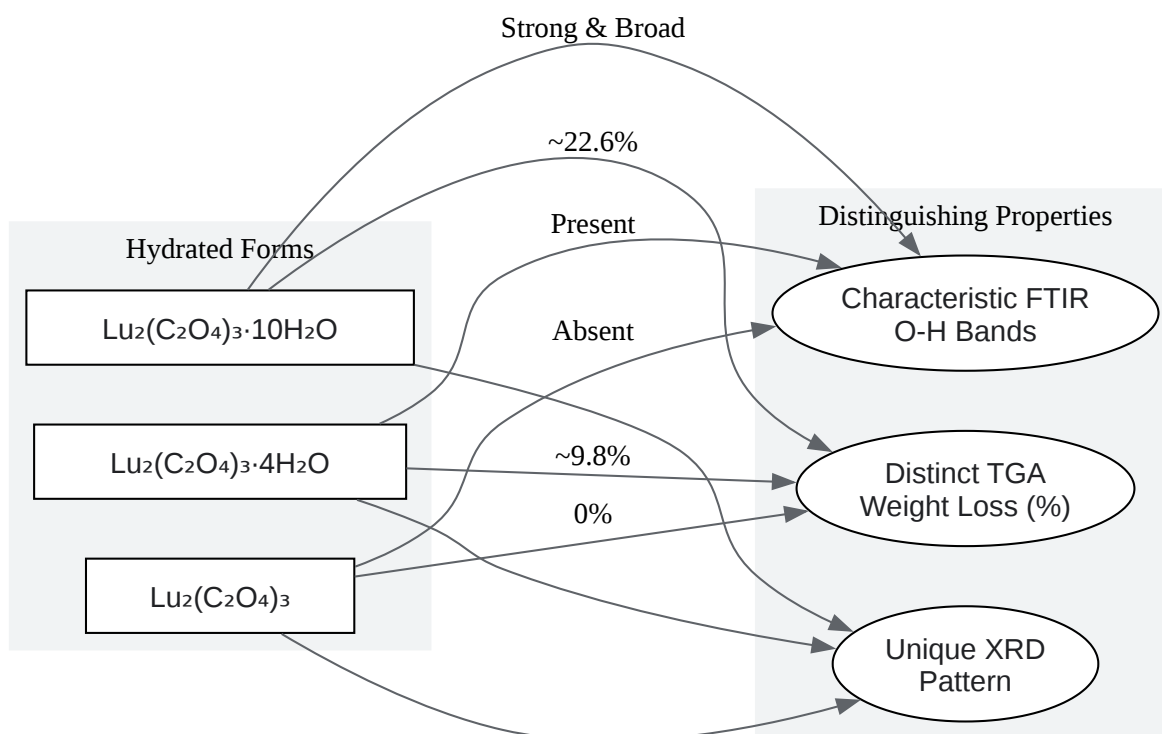 Strong & Broad
~22.6%
Present
Distinguishing Properties
Hydrated Forms
Characteristic FTIR
O-H Bands
Lu₂(C₂O₄)₃·10H₂O
Absent
Lu₂(C₂O₄)₃·4H₂O
~9.8%
Distinct TGA
Weight Loss (%)
0%
Lu₂(C₂O₄)₃
Unique XRD
Pattern